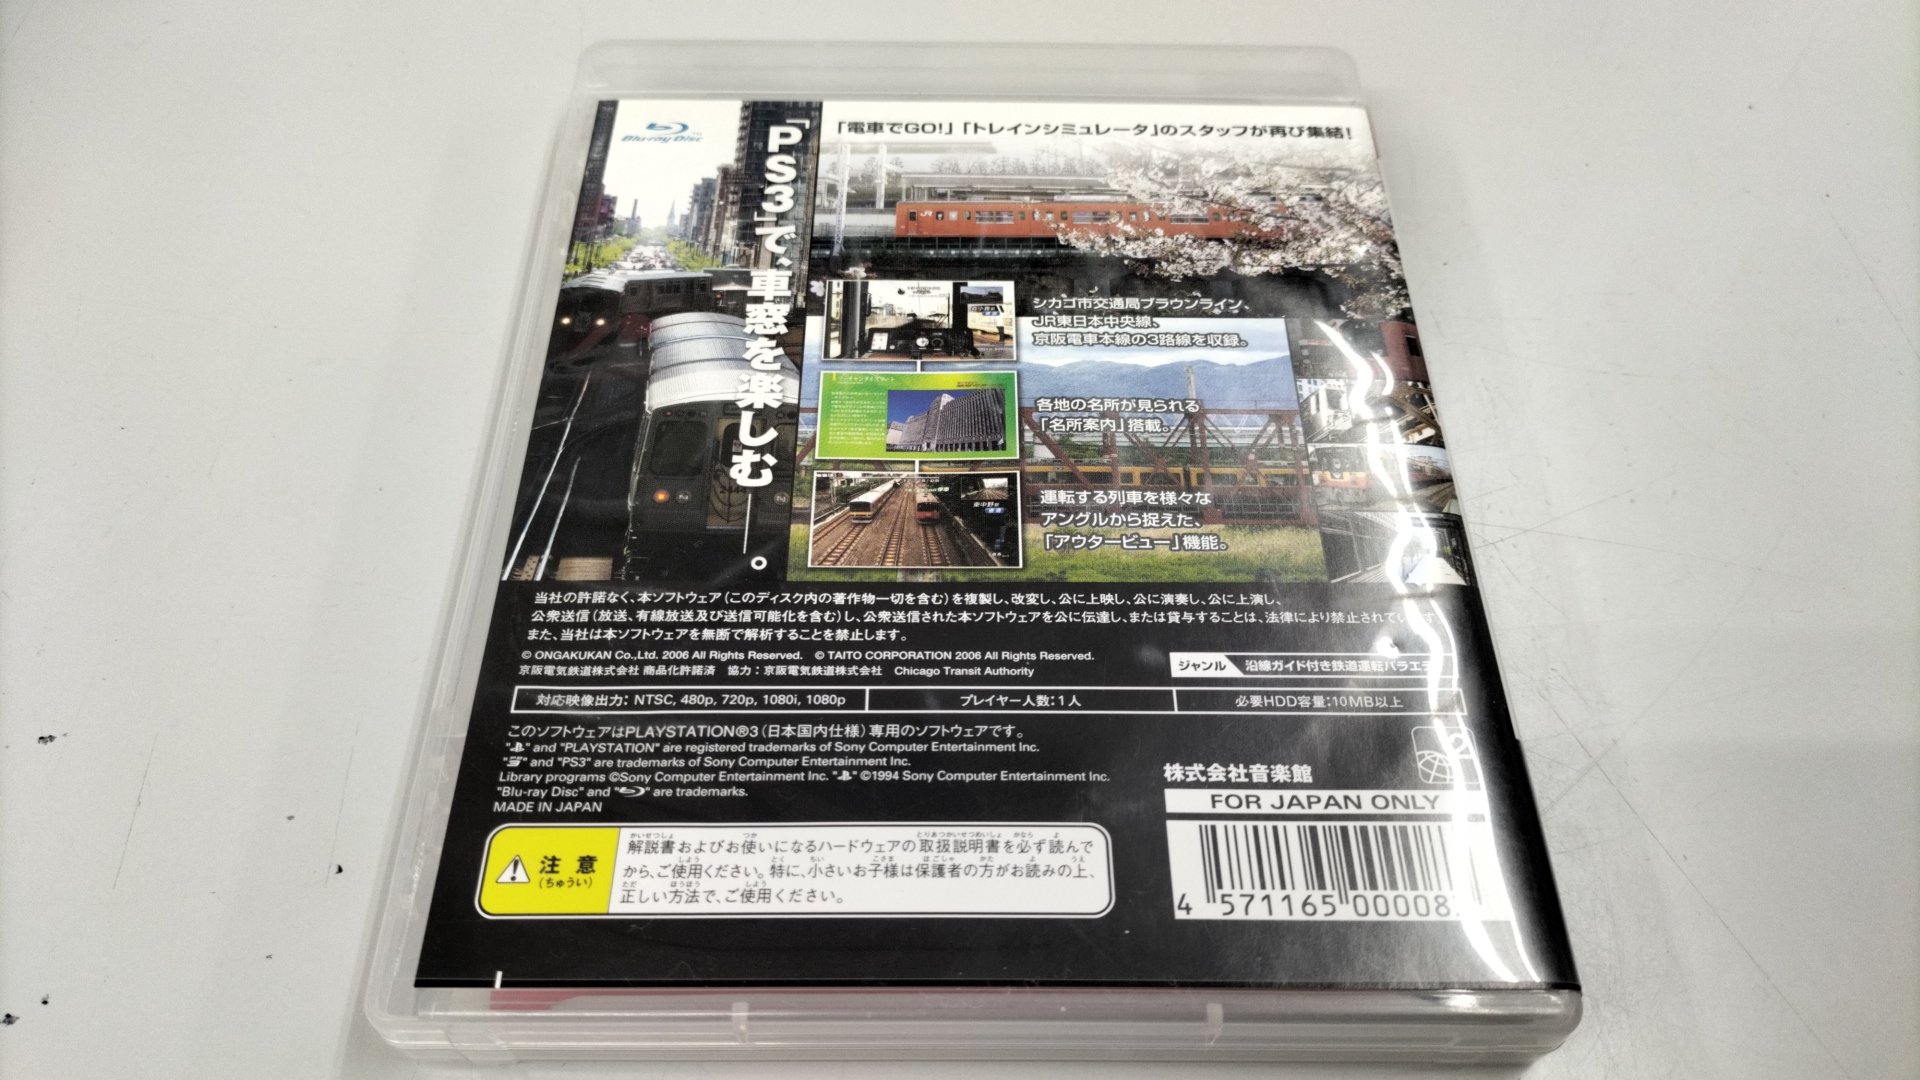 Blu-ray Disc
「PS3」で、車窓を楽しむ——。
「電車でGO!」「トレインシミュレータ」のスタッフが再び集結!
シカゴ市交通局ブラウンライン、
JR東日本中央線、
京阪電車本線の3路線を収録。
各地の名所が見られる
「名所案内」搭載。
運転する列車を様々な
アングルから捉えた、
「アウタービュー」機能。
当社の許諾なく、本ソフトウェア(このディスク内の著作物一切を含む)を複製し、改変し、公に上映し、公に演奏し、公に上演し、
公衆送信(放送、有線放送及び送信可能化を含む)し、公衆送信された本ソフトウェアを公に伝達し、または貸与することは、法律により禁止されています。
また、当社は本ソフトウェアを無断で解析することを禁止します。
© ONGAKUKAN Co.,Ltd. 2006 All Rights Reserved. © TAITO CORPORATION 2006 All Rights Reserved.
京阪電気鉄道株式会社 商品化許諾済 協力:京阪電気鉄道株式会社 Chicago Transit Authority
ジャンル 沿線ガイド付き鉄道運転バラエティ
対応映像出力: NTSC, 480p, 720p, 1080i, 1080p
プレイヤー人数:1人
必要HDD容量:10MB以上
このソフトウェアはPLAYSTATION®3(日本国内仕様)専用のソフトウェアです。
" " and "PLAYSTATION" are registered trademarks of Sony Computer Entertainment Inc.
" " and "PS3" are trademarks of Sony Computer Entertainment Inc.
Library programs ©Sony Computer Entertainment Inc. " " ©1994 Sony Computer Entertainment Inc.
"Blu-ray Disc" and " " are trademarks.
MADE IN JAPAN
株式会社音楽館
FOR JAPAN ONLY
注意
(ちゅうい)
解説書およびお使いになるハードウェアの取扱説明書を必ず読んで
から、ご使用ください。特に、小さいお子様は保護者の方がお読みの上、
正しい方法で、ご使用ください。
4 571165 00008